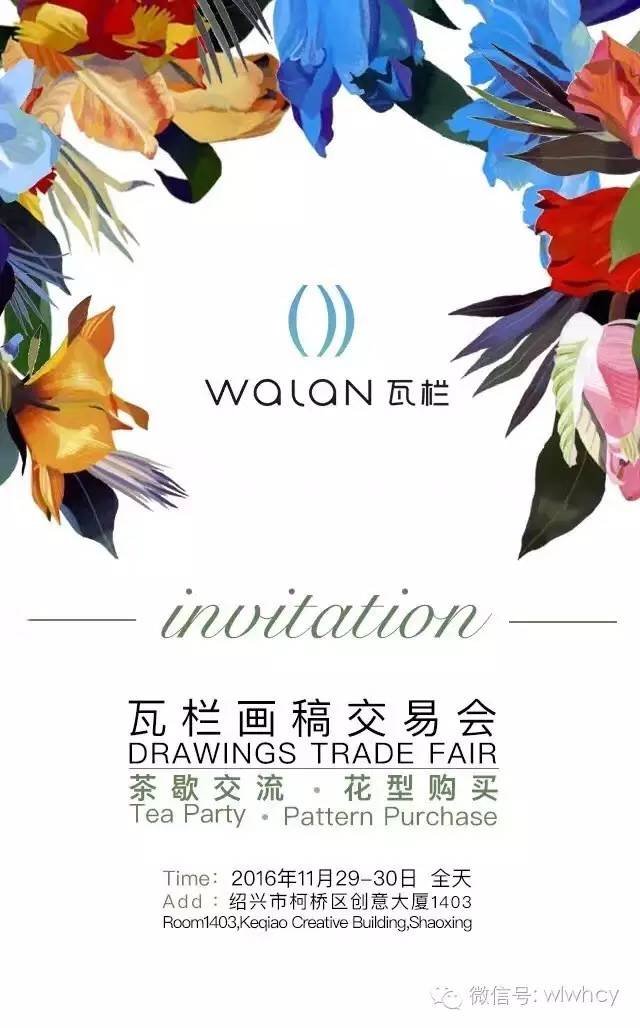 WALAN 瓦栏
invitation
瓦栏画稿交易会
DRAWINGS TRADE FAIR
茶歇交流 · 花型购买
Tea Party • Pattern Purchase
Time: 2016年11月29-30日 全天
Add : 绍兴市柯桥区创意大厦1403
Room1403,Keqiao Creative Building,Shaoxing
微信号: wlwhcy